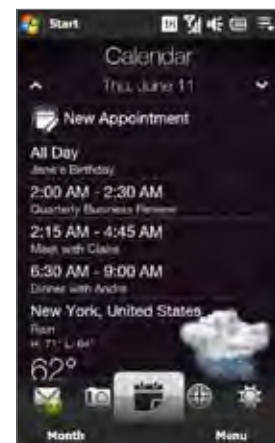 Start
Calendar
Thu, June 11
New Appointment
All Day
Jane's Birthday
2:00 AM - 2:30 AM
Quarterly Business Review
2:15 AM - 4:45 AM
Meet with Claire
6:30 AM - 9:00 AM
Dinner with Andre
New York, United States
Rain
H: 71° L: 64°
62°
Month Menu